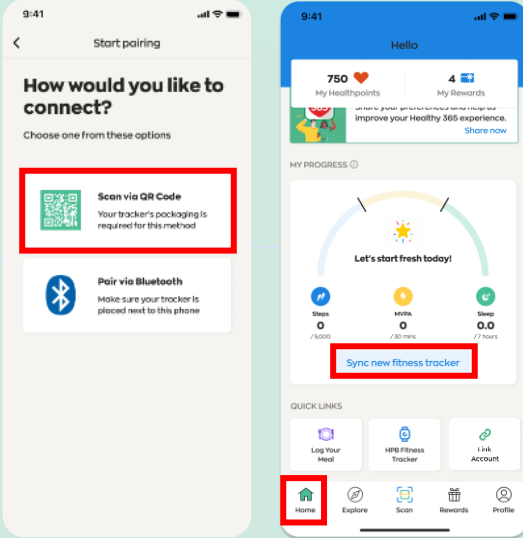 9:41
Start pairing
How would you like to
connect?
Choose one from these options
Scan via QR Code
Your tracker's packaging is
required for this method
Pair via Bluetooth
Make sure your tracker is
placed next to this phone
9:41
Hello
750
My Healthpoints
4
My Rewards
365
Share your preferences and help us
improve your Healthy 365 experience.
Share now
MY PROGRESS
Let's start fresh today!
Steps
0
/ 5,000
MVPA
0
/ 30 mins
Sleep
0.0
/ 7 hours
Sync new fitness tracker
QUICK LINKS
Log Your
Meal
HPB Fitness
Tracker
Link
Account
Home
Explore
Scan
Rewards
Profile